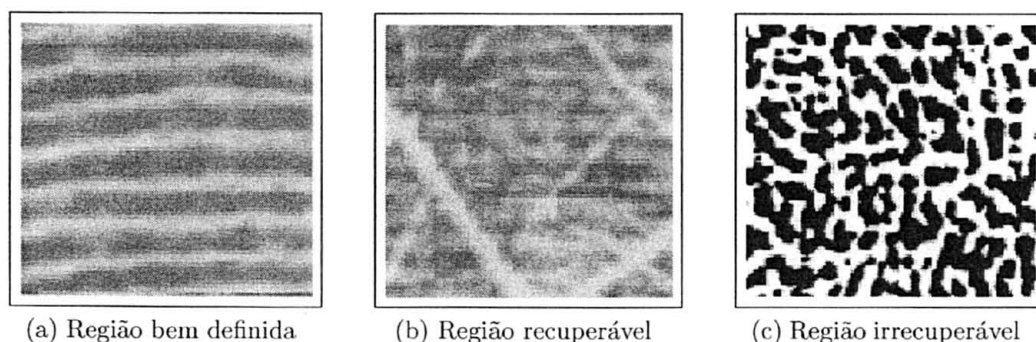 (a) Região bem definida
(b) Região recuperável
(c) Região irrecuperável